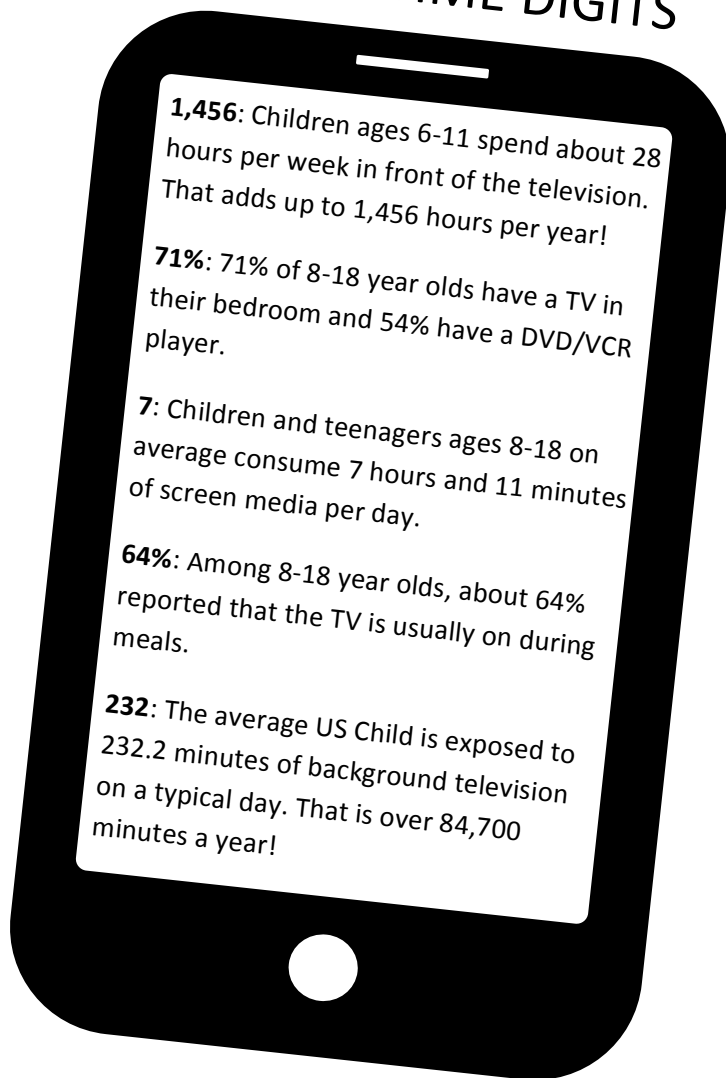 DIGITS
1,456: Children ages 6-11 spend about 28
hours per week in front of the television.
That adds up to 1,456 hours per year!
71%: 71% of 8-18 year olds have a TV in
their bedroom and 54% have a DVD/VCR
player.
7: Children and teenagers ages 8-18 on
average consume 7 hours and 11 minutes
of screen media per day.
64%: Among 8-18 year olds, about 64%
reported that the TV is usually on during
meals.
232: The average US Child is exposed to
232.2 minutes of background television
on a typical day. That is over 84,700
minutes a year!